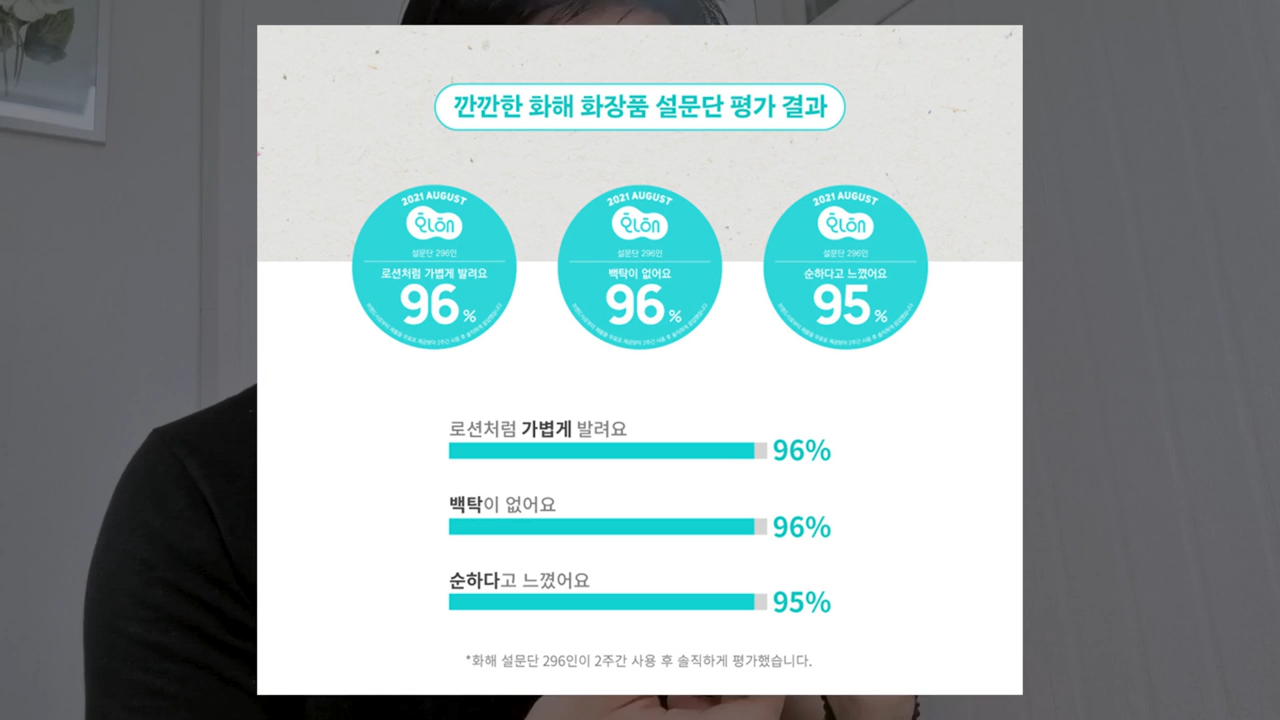 깐깐한 화해 화장품 설문단 평가 결과
2021 AUGUST
설문단 296인
로션처럼 가볍게 발려요
96%
2021 AUGUST
설문단 296인
백탁이 없어요
96%
2021 AUGUST
설문단 296인
순하다고 느꼈어요
95%
로션처럼 가볍게 발려요
96%
백탁이 없어요
96%
순하다고 느꼈어요
95%
*화해 설문단 296인이 2주간 사용 후 솔직하게 평가했습니다.